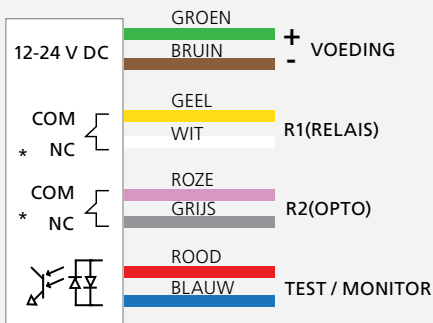 GROEN
12-24 V DC + VOEDING
BRUIN -
GEEL
COM
WIT R1(RELAIS)
* NC
ROZE
COM
GRIJS R2(OPTO)
* NC
ROOD
BLAUW TEST / MONITOR